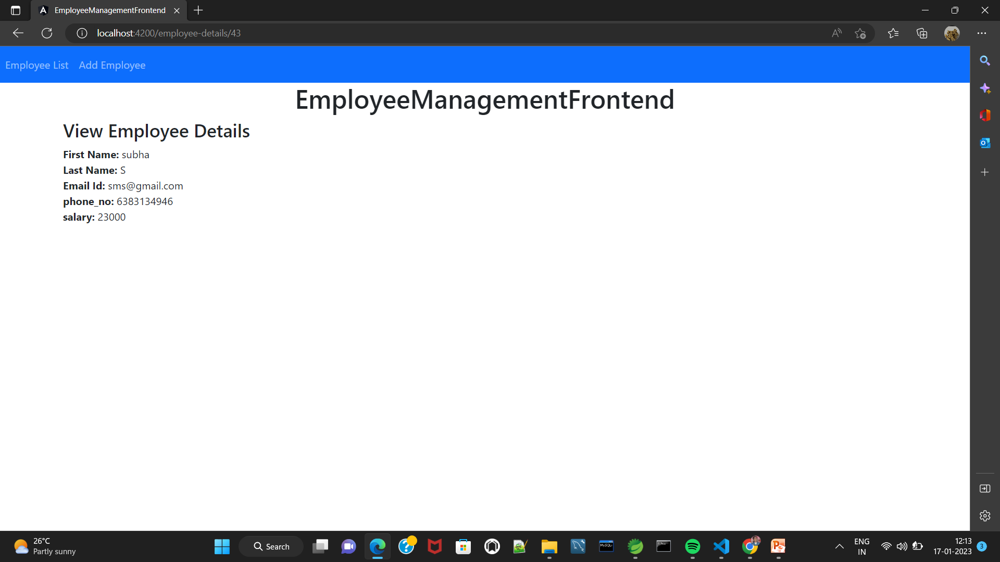 EmployeeManagementFrontend
localhost:4200/employee-details/43
Employee List Add Employee
EmployeeManagementFrontend
View Employee Details
First Name: subha
Last Name: S
Email Id: sms@gmail.com
phone_no: 6383134946
salary: 23000
26°C
Partly sunny
Search
ENG
IN
12:13
17-01-2023
3